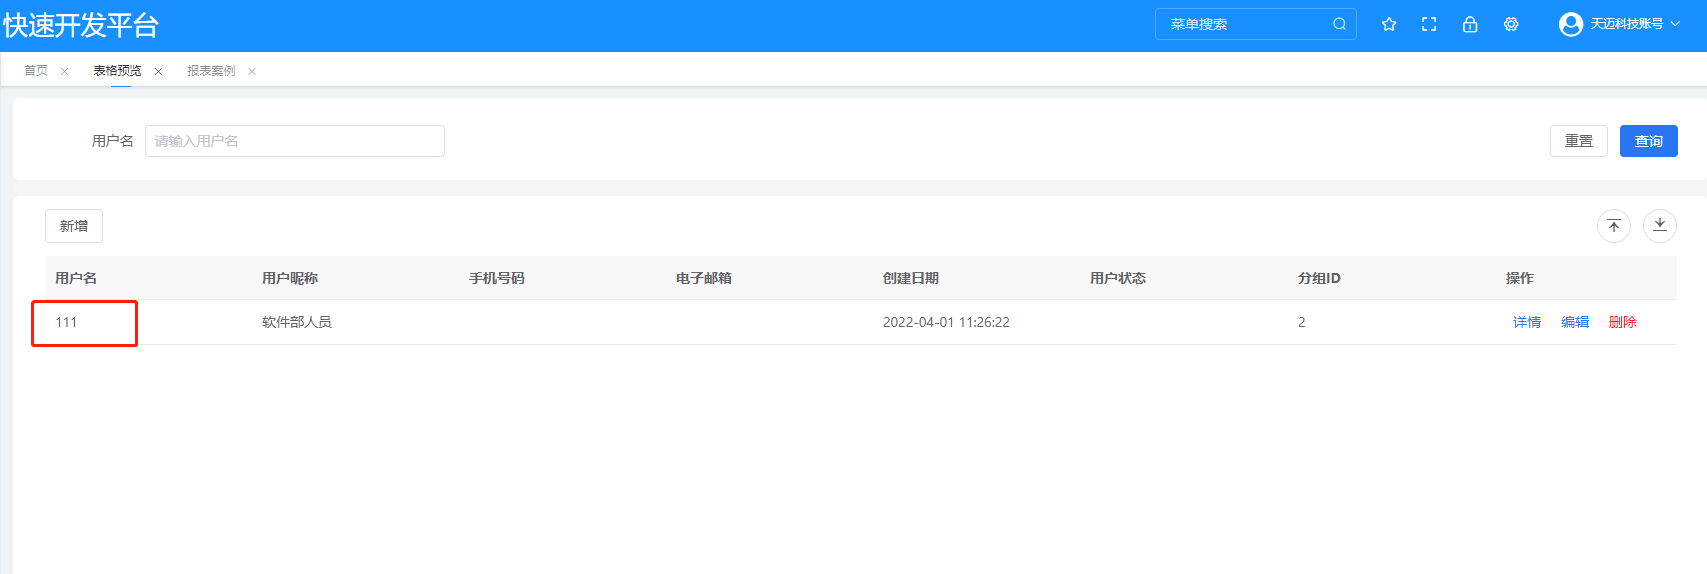 快速开发平台 菜单搜索 天迈科技账号
首页 表格预览 报表案例
用户名 请输入用户名 重置 查询
新增
用户名 用户昵称 手机号码 电子邮箱 创建日期 用户状态 分组ID 操作
111 软件部人员 2022-04-01 11:26:22 2 详情 编辑 删除